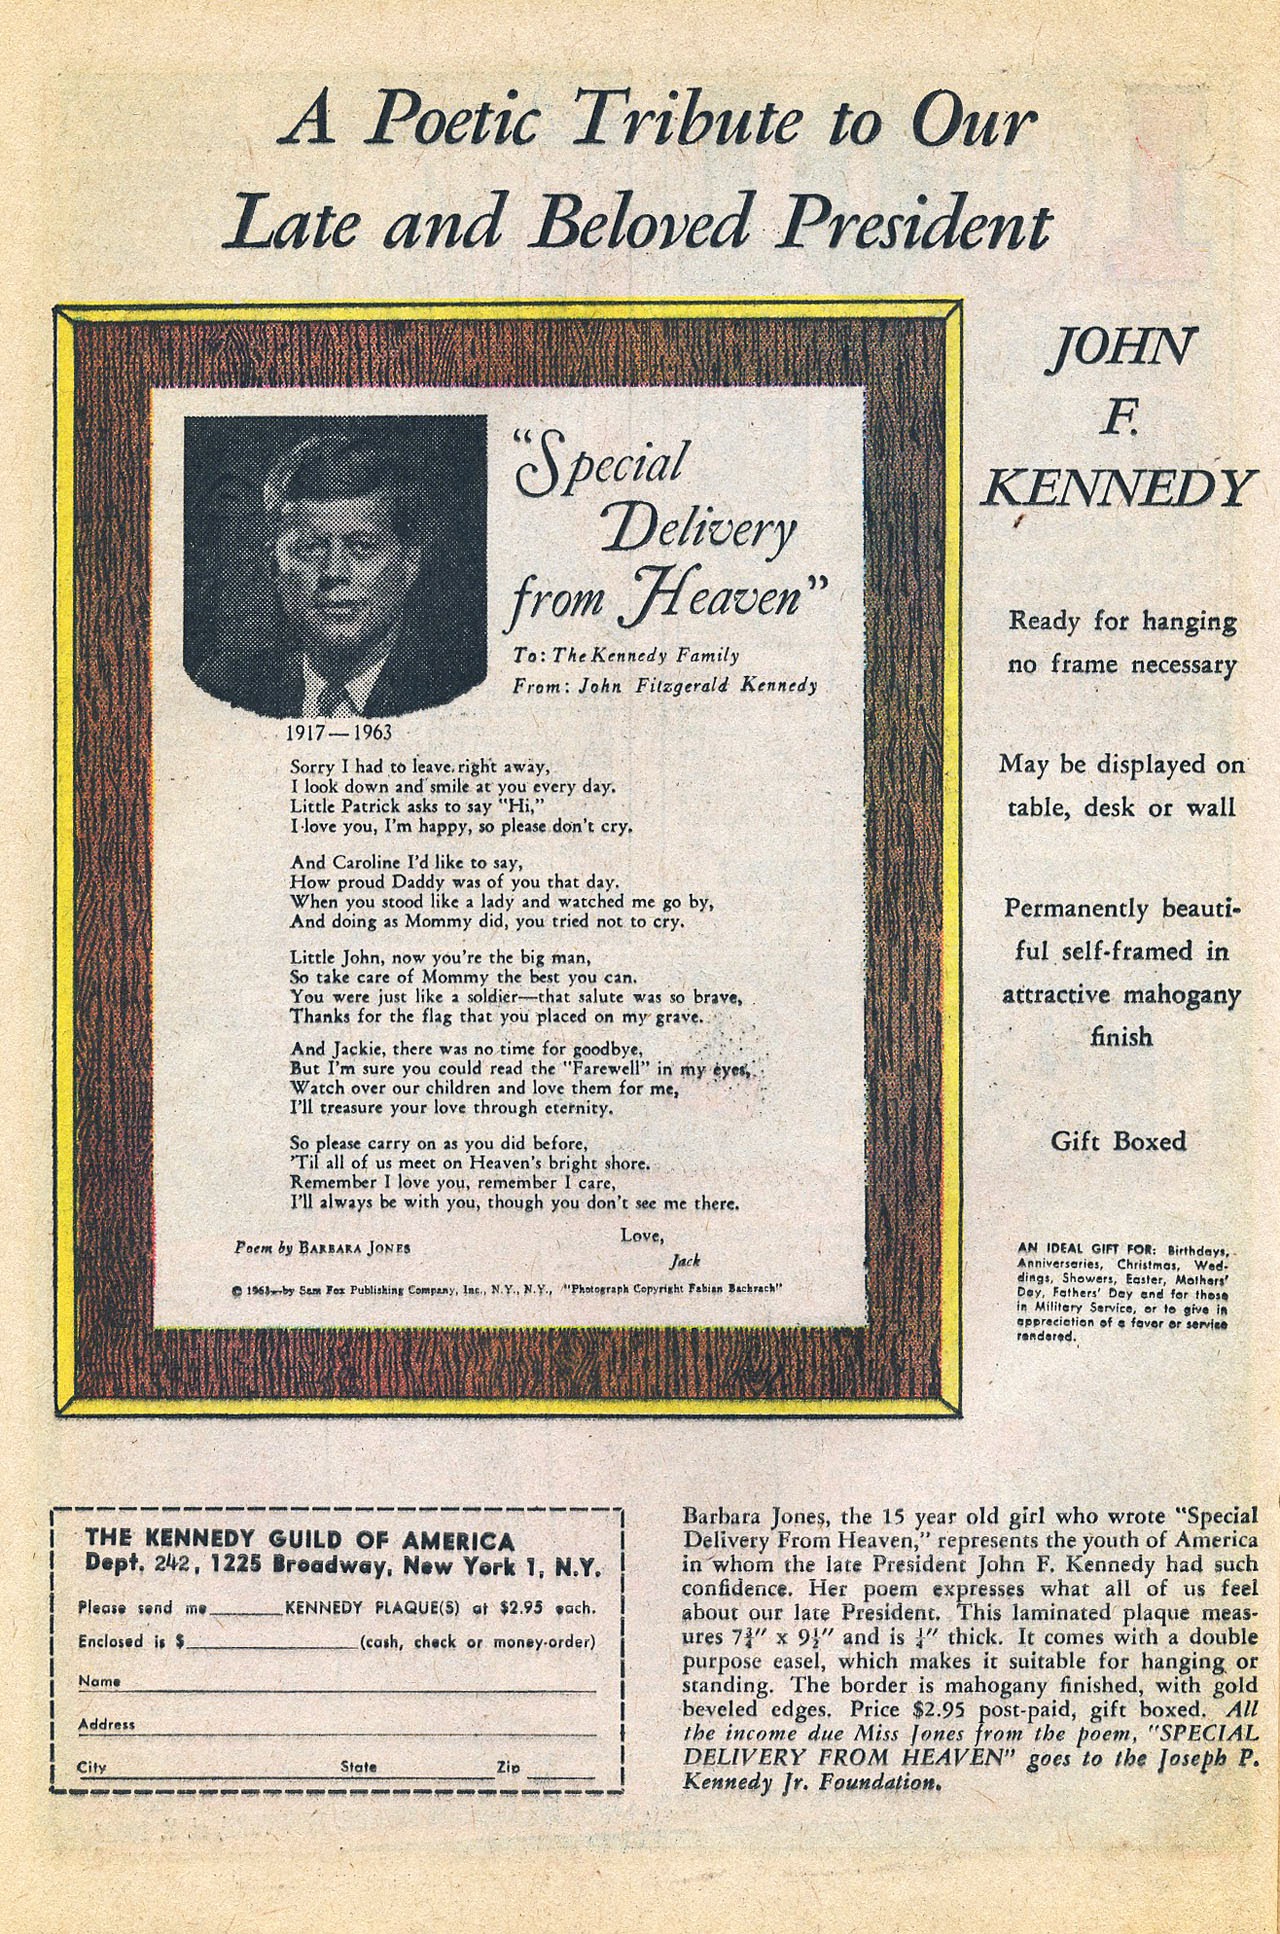 A Poetic Tribute to Our
Late and Beloved President
JOHN
F.
KENNEDY
"Special
Delivery
from Heaven"
To: The Kennedy Family
From: John Fitzgerald Kennedy
1917—1963
Sorry I had to leave right away,
I look down and smile at you every day.
Little Patrick asks to say "Hi,"
I love you, I'm happy, so please don't cry.
And Caroline I'd like to say,
How proud Daddy was of you that day.
When you stood like a lady and watched me go by,
And doing as Mommy did, you tried not to cry.
Little John, now you're the big man,
So take care of Mommy the best you can.
You were just like a soldier—that salute was so brave,
Thanks for the flag that you placed on my grave.
And Jackie, there was no time for goodbye,
But I'm sure you could read the "Farewell" in my eyes,
Watch over our children and love them for me,
I'll treasure your love through eternity.
So please carry on as you did before,
'Til all of us meet on Heaven's bright shore.
Remember I love you, remember I care,
I'll always be with you, though you don't see me there.
Love,
Jack
Poem by BARBARA JONES
© 1963—by Sam Fox Publishing Company, Inc., N.Y., N.Y., "Photograph Copyright Fabian Bachrach"
Ready for hanging
no frame necessary
May be displayed on
table, desk or wall
Permanently beauti-
ful self-framed in
attractive mahogany
finish
Gift Boxed
AN IDEAL GIFT FOR: Birthdays,
Anniversaries, Christmas, Wed-
dings, Showers, Easter, Mothers'
Day, Fathers' Day and for those
in Military Service, or to give in
appreciation of a favor or service
rendered.
THE KENNEDY GUILD OF AMERICA
Dept. 242, 1225 Broadway, New York 1, N.Y.
Please send me______KENNEDY PLAQUE(S) at $2.95 each.
Enclosed is $______________(cash, check or money-order)
Name
Address
City State Zip
Barbara Jones, the 15 year old girl who wrote "Special
Delivery From Heaven," represents the youth of America
in whom the late President John F. Kennedy had such
confidence. Her poem expresses what all of us feel
about our late President. This laminated plaque meas-
ures 7¾" x 9½" and is ¼" thick. It comes with a double
purpose easel, which makes it suitable for hanging or
standing. The border is mahogany finished, with gold
beveled edges. Price $2.95 post-paid, gift boxed. All
the income due Miss Jones from the poem, "SPECIAL
DELIVERY FROM HEAVEN" goes to the Joseph P.
Kennedy Jr. Foundation.